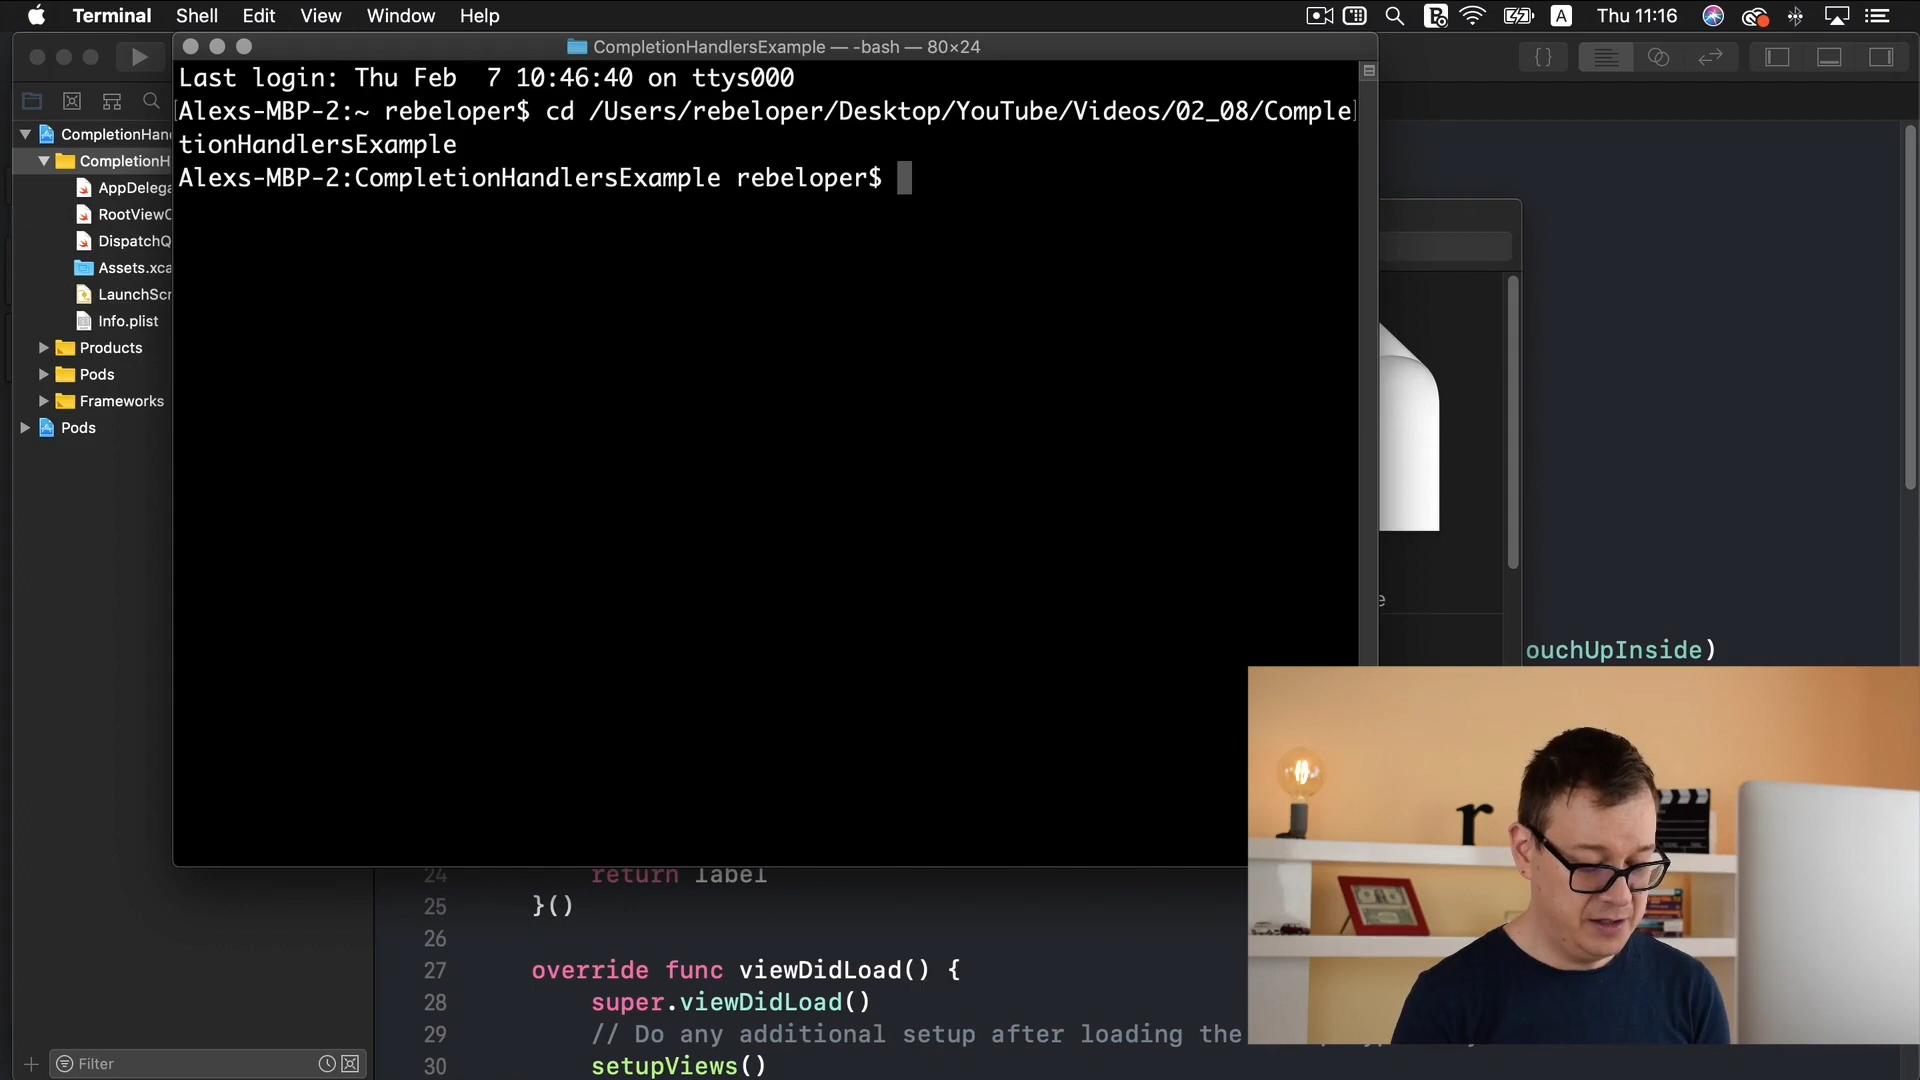 Terminal Shell Edit View Window Help
A Thu 11:16
CompletionHandlersExample — -bash — 80×24
Last login: Thu Feb  7 10:46:40 on ttys000
Alexs-MBP-2:~ rebeloper$ cd /Users/rebeloper/Desktop/YouTube/Videos/02_08/Comple
tionHandlersExample
Alexs-MBP-2:CompletionHandlersExample rebeloper$
CompletionHan
CompletionH
AppDelega
RootViewC
DispatchQ
Assets.xca
LaunchScr
Info.plist
Products
Pods
Frameworks
Pods
ouchUpInside)
24 return label
25 }()
26
27 override func viewDidLoad() {
28 super.viewDidLoad()
29 // Do any additional setup after loading the
30 setupViews()
Filter
r